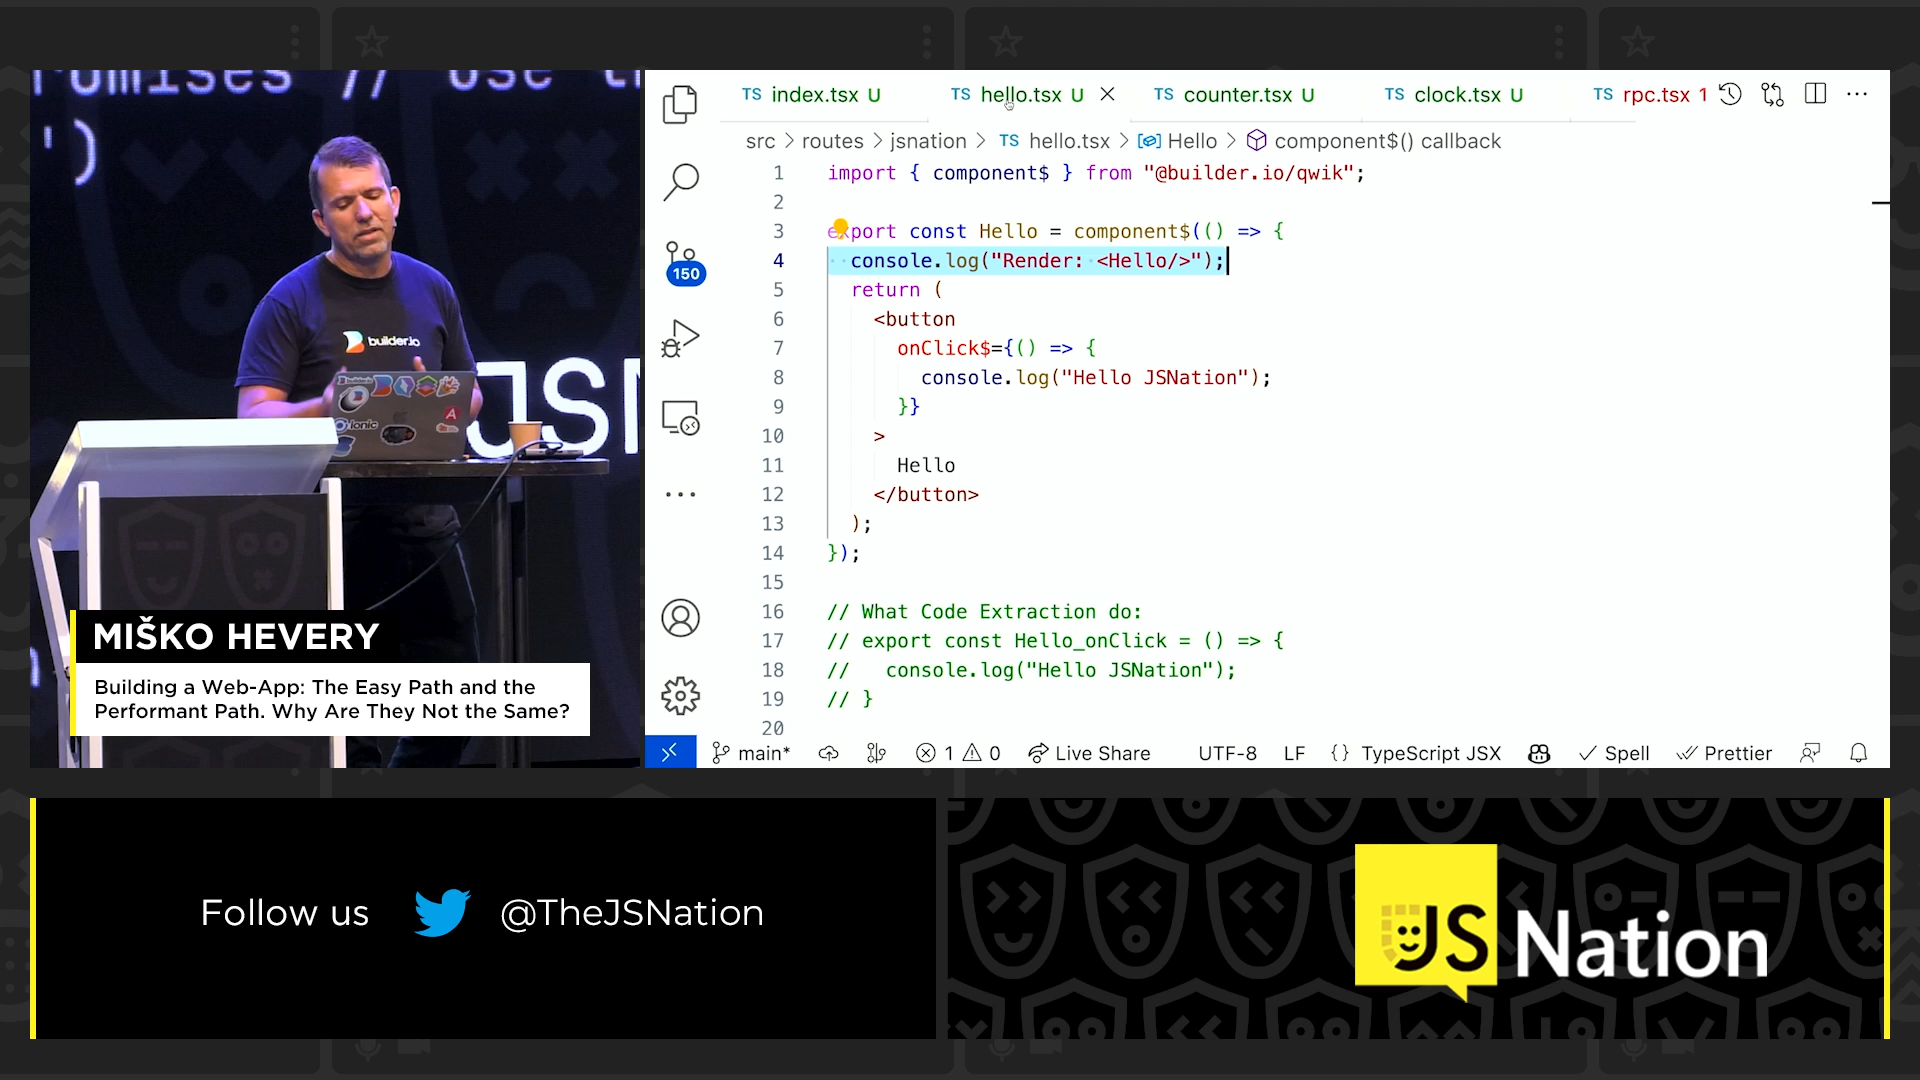 builder.io
ionic
JSN
MIŠKO HEVERY
Building a Web-App: The Easy Path and the
Performant Path. Why Are They Not the Same?
TS index.tsx U
TS hello.tsx U
TS counter.tsx U
TS clock.tsx U
TS rpc.tsx 1
src > routes > jsnation > TS hello.tsx > Hello > component$() callback
1 import { component$ } from "@builder.io/qwik";
2
3 export const Hello = component$(() => {
4 console.log("Render: <Hello/>");
5 return (
6 <button
7 onClick$={() => {
8 console.log("Hello JSNation");
9 }}
10 >
11 Hello
12 </button>
13 );
14 });
15
16 // What Code Extraction do:
17 // export const Hello_onClick = () => {
18 //   console.log("Hello JSNation");
19 // }
20
150
main* 1 0 Live Share UTF-8 LF {} TypeScript JSX Spell Prettier
Follow us @TheJSNation
JS Nation